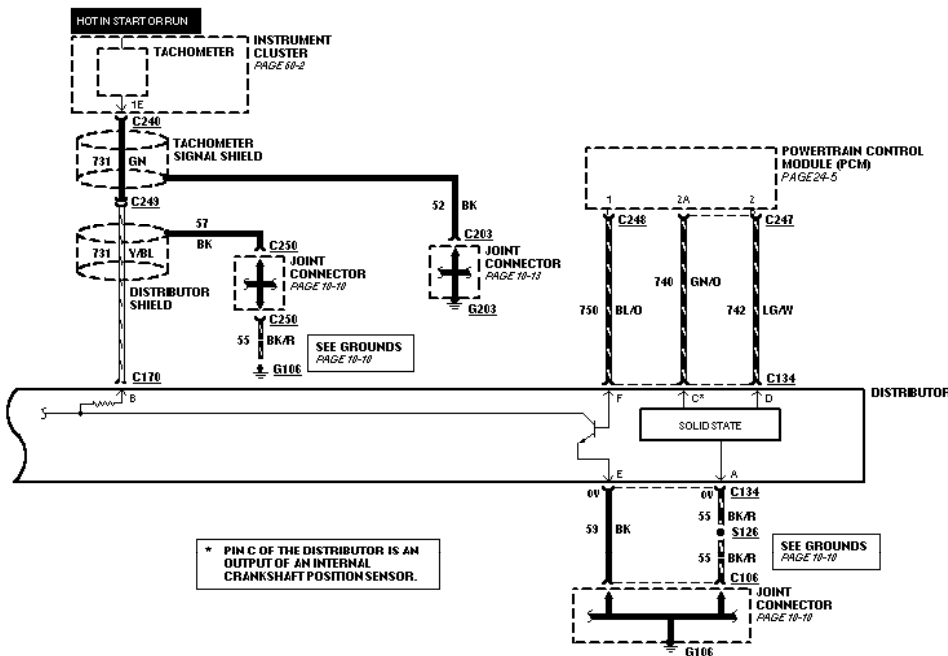 HOT IN START OR RUN
TACHOMETER
INSTRUMENT
CLUSTER
PAGE 60-2
1E
C240
731 GN
TACHOMETER
SIGNAL SHIELD
C249
57
BK
731 Y/BL
DISTRIBUTOR
SHIELD
C250
JOINT
CONNECTOR
PAGE 10-10
C250
55 BK/R
G106
SEE GROUNDS
PAGE 10-10
52 BK
C203
JOINT
CONNECTOR
PAGE 10-13
G203
POWERTRAIN CONTROL
MODULE (PCM)
PAGE 24-5
1 2A 2
C248 C247
750 BL/O
740 GN/O
742 LG/W
C170
C134
DISTRIBUTOR
B F C* D
SOLID STATE
E A
0V 0V C134
59 BK
55 BK/R
S126
55 BK/R
C106
SEE GROUNDS
PAGE 10-10
JOINT
CONNECTOR
PAGE 10-10
G106
* PIN C OF THE DISTRIBUTOR IS AN
OUTPUT OF AN INTERNAL
CRANKSHAFT POSITION SENSOR.